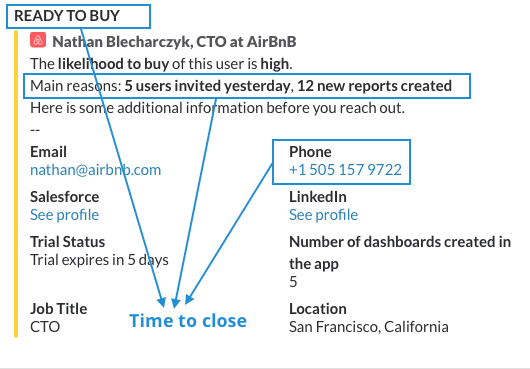 READY TO BUY
Nathan Blecharczyk, CTO at AirBnB
The likelihood to buy of this user is high.
Main reasons: 5 users invited yesterday, 12 new reports created
Here is some additional information before you reach out.
--
Email
nathan@airbnb.com
Phone
+1 505 157 9722
Salesforce
See profile
LinkedIn
See profile
Trial Status
Trial expires in 5 days
Number of dashboards created in
the app
5
Job Title
CTO
Location
San Francisco, California
Time to close